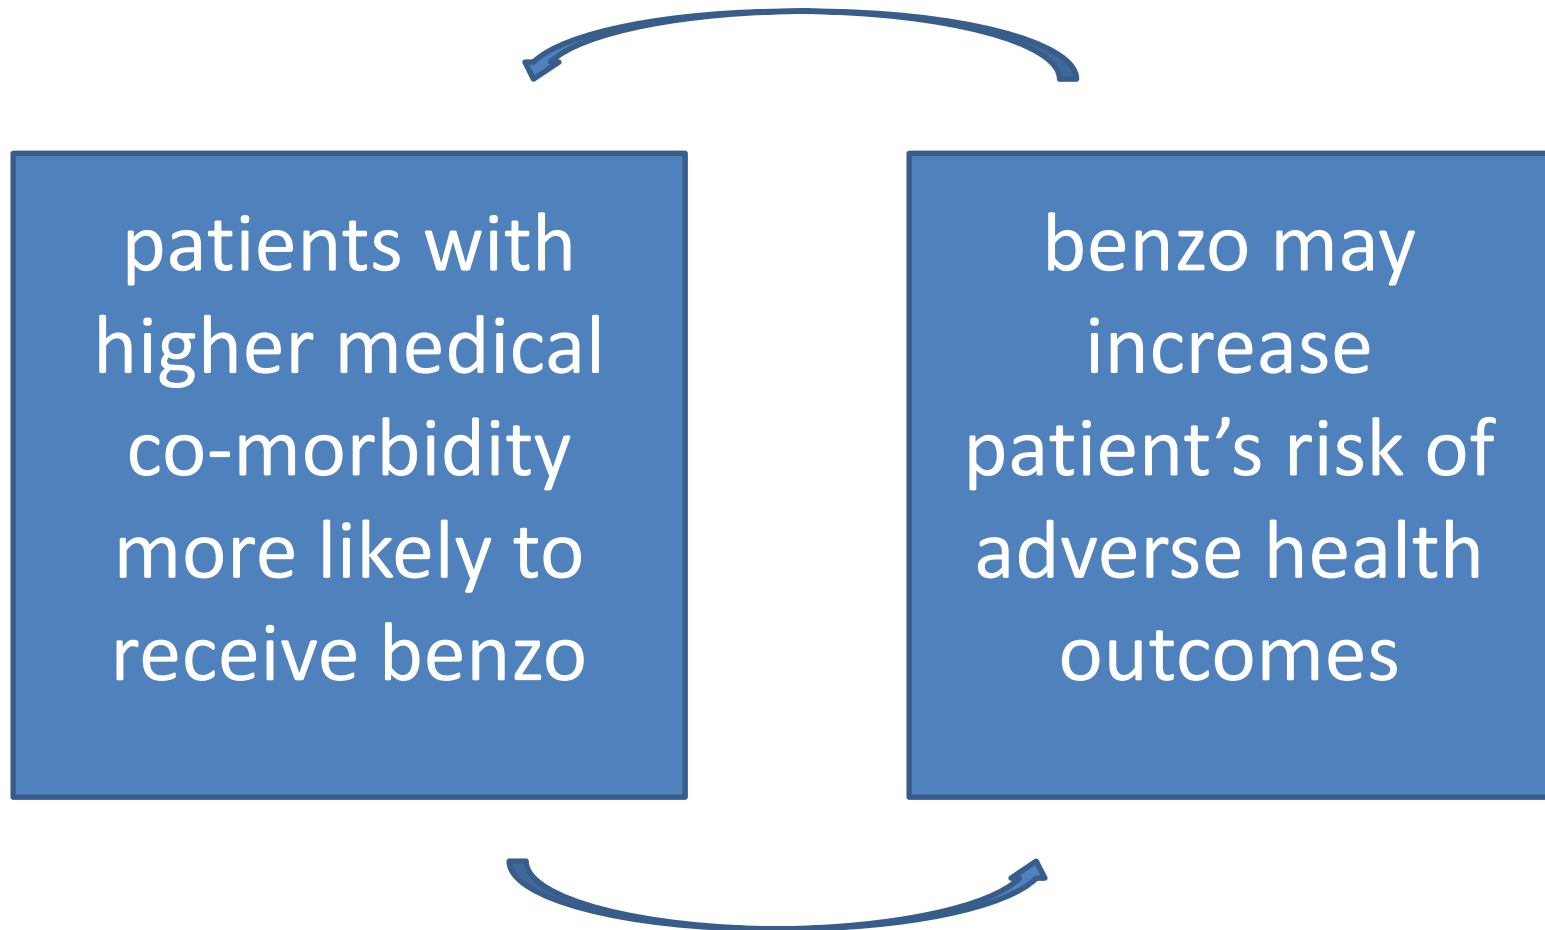 patients with
higher medical
co-morbidity
more likely to
receive benzo
benzo may
increase
patient’s risk of
adverse health
outcomes